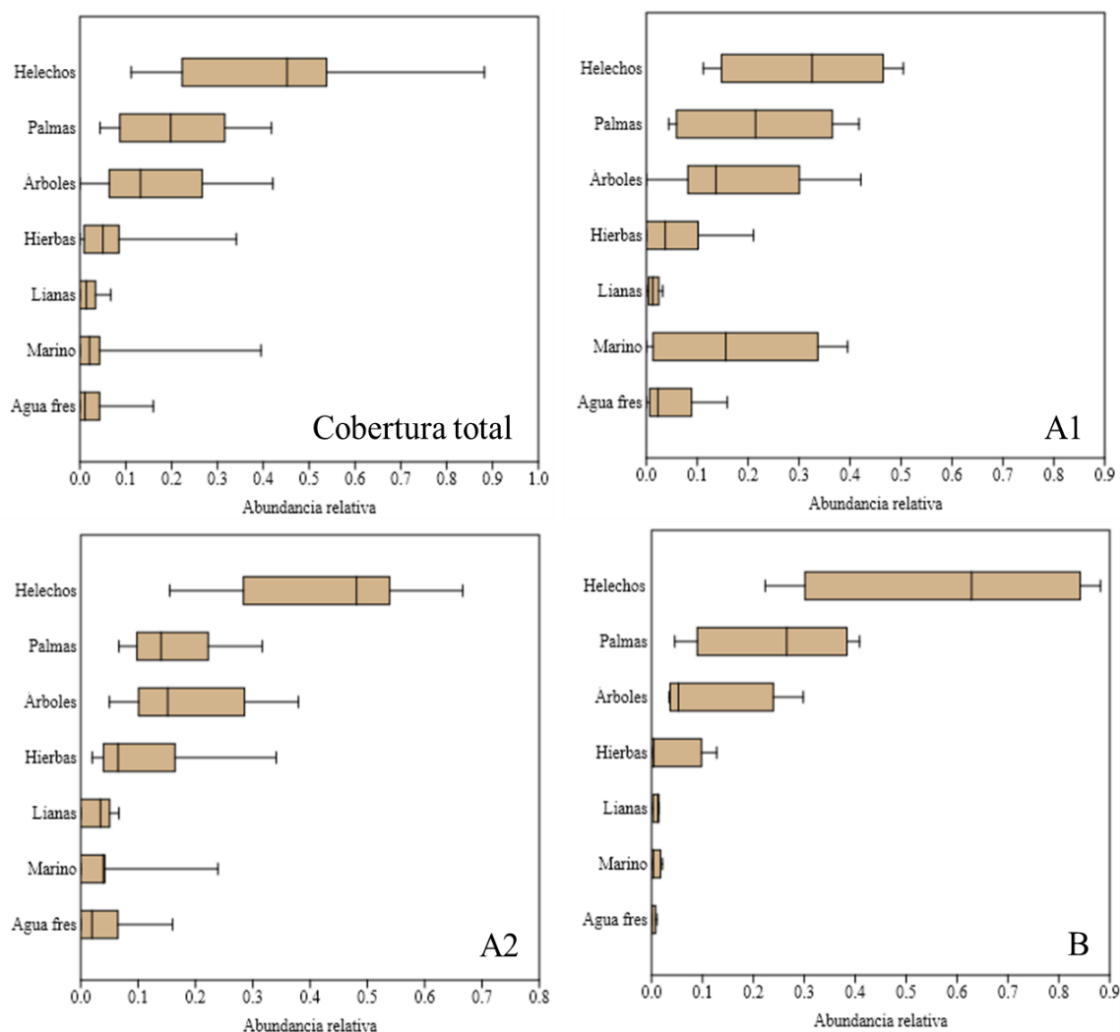 Helechos
Palmas
Árboles
Hierbas
Lianas
Marino
Agua fres
Cobertura total
0.0 0.1 0.2 0.3 0.4 0.5 0.6 0.7 0.8 0.9 1.0
Abundancia relativa
Helechos
Palmas
Árboles
Hierbas
Lianas
Marino
Agua fres
A1
0.0 0.1 0.2 0.3 0.4 0.5 0.6 0.7 0.8 0.9
Abundancia relativa
Helechos
Palmas
Árboles
Hierbas
Lianas
Marino
Agua fres
A2
0.0 0.1 0.2 0.3 0.4 0.5 0.6 0.7 0.8
Abundancia relativa
Helechos
Palmas
Árboles
Hierbas
Lianas
Marino
Agua fres
B
0.0 0.1 0.2 0.3 0.4 0.5 0.6 0.7 0.8 0.9
Abundancia relativa